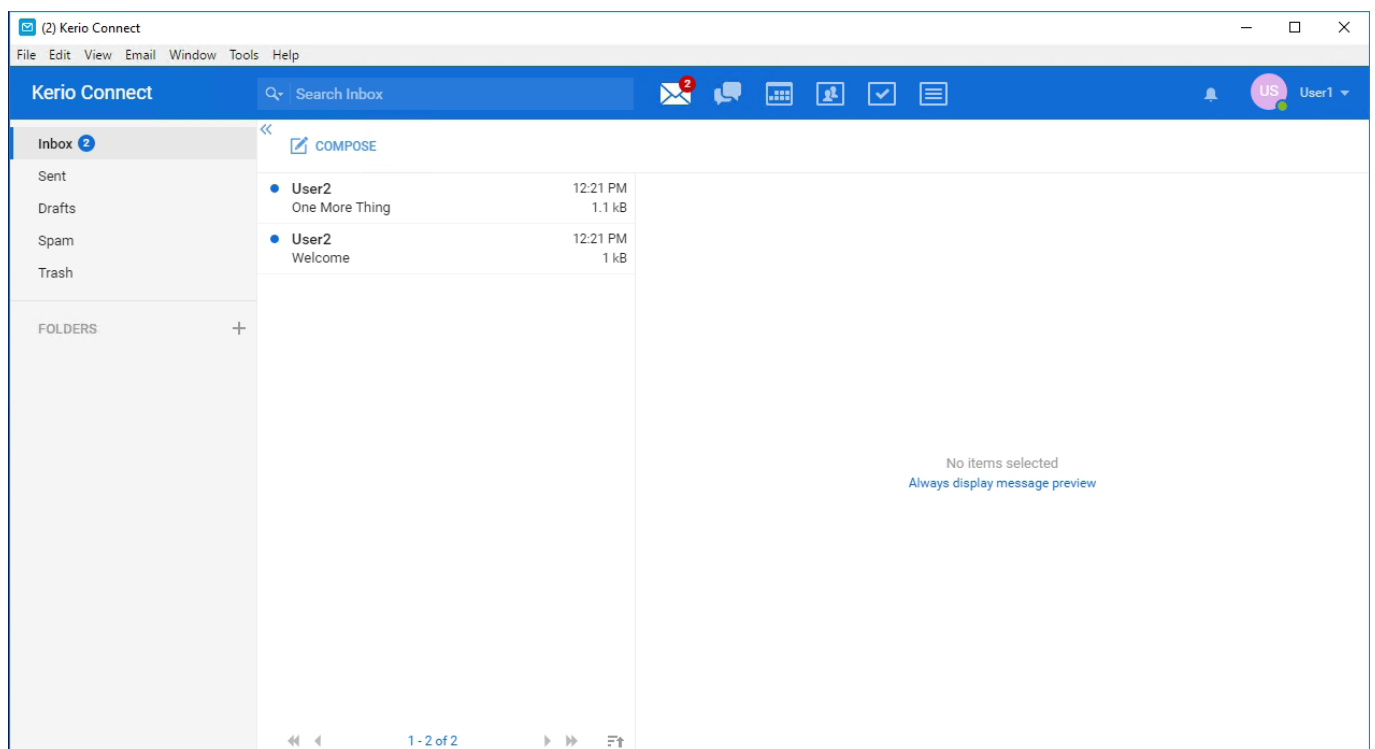 (2) Kerio Connect
File Edit View Email Window Tools Help
Kerio Connect
Search Inbox
2
US
User1
Inbox 2
Sent
Drafts
Spam
Trash
FOLDERS
COMPOSE
User2 12:21 PM
One More Thing 1.1 kB
User2 12:21 PM
Welcome 1 kB
No items selected
Always display message preview
1 - 2 of 2